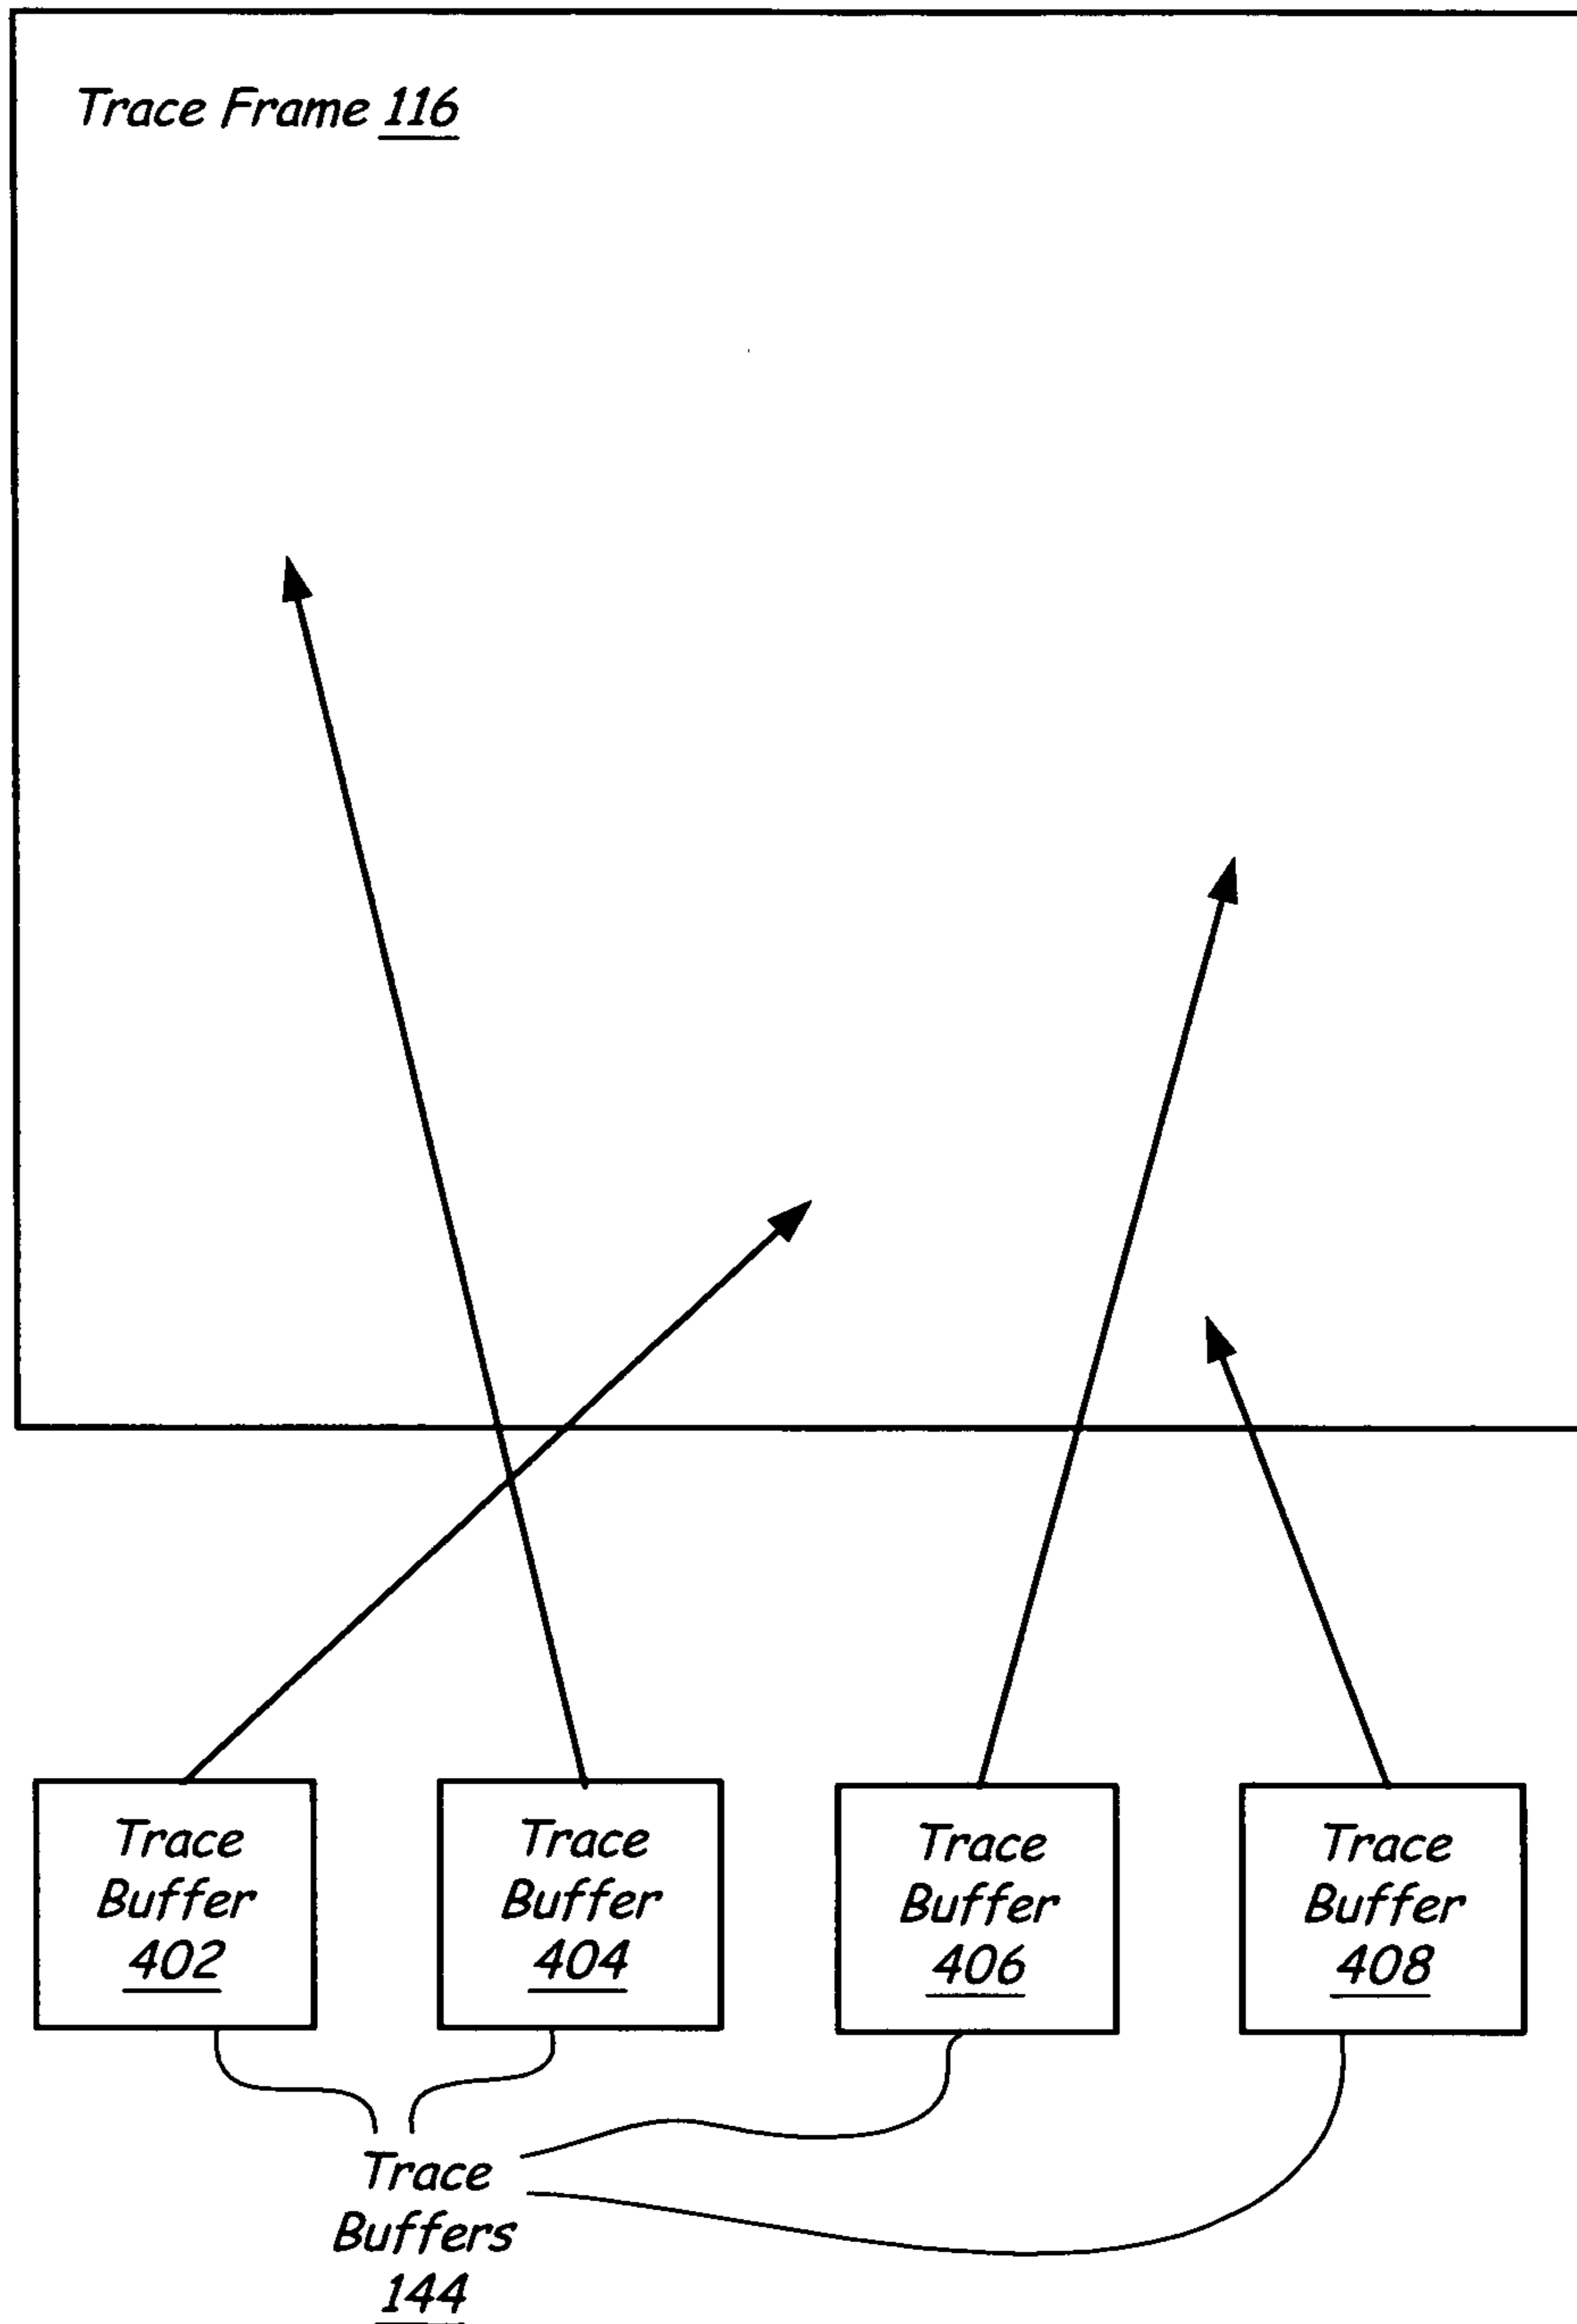 Trace Frame 116
Trace
Buffer
402
Trace
Buffer
404
Trace
Buffer
406
Trace
Buffer
408
Trace
Buffers
144